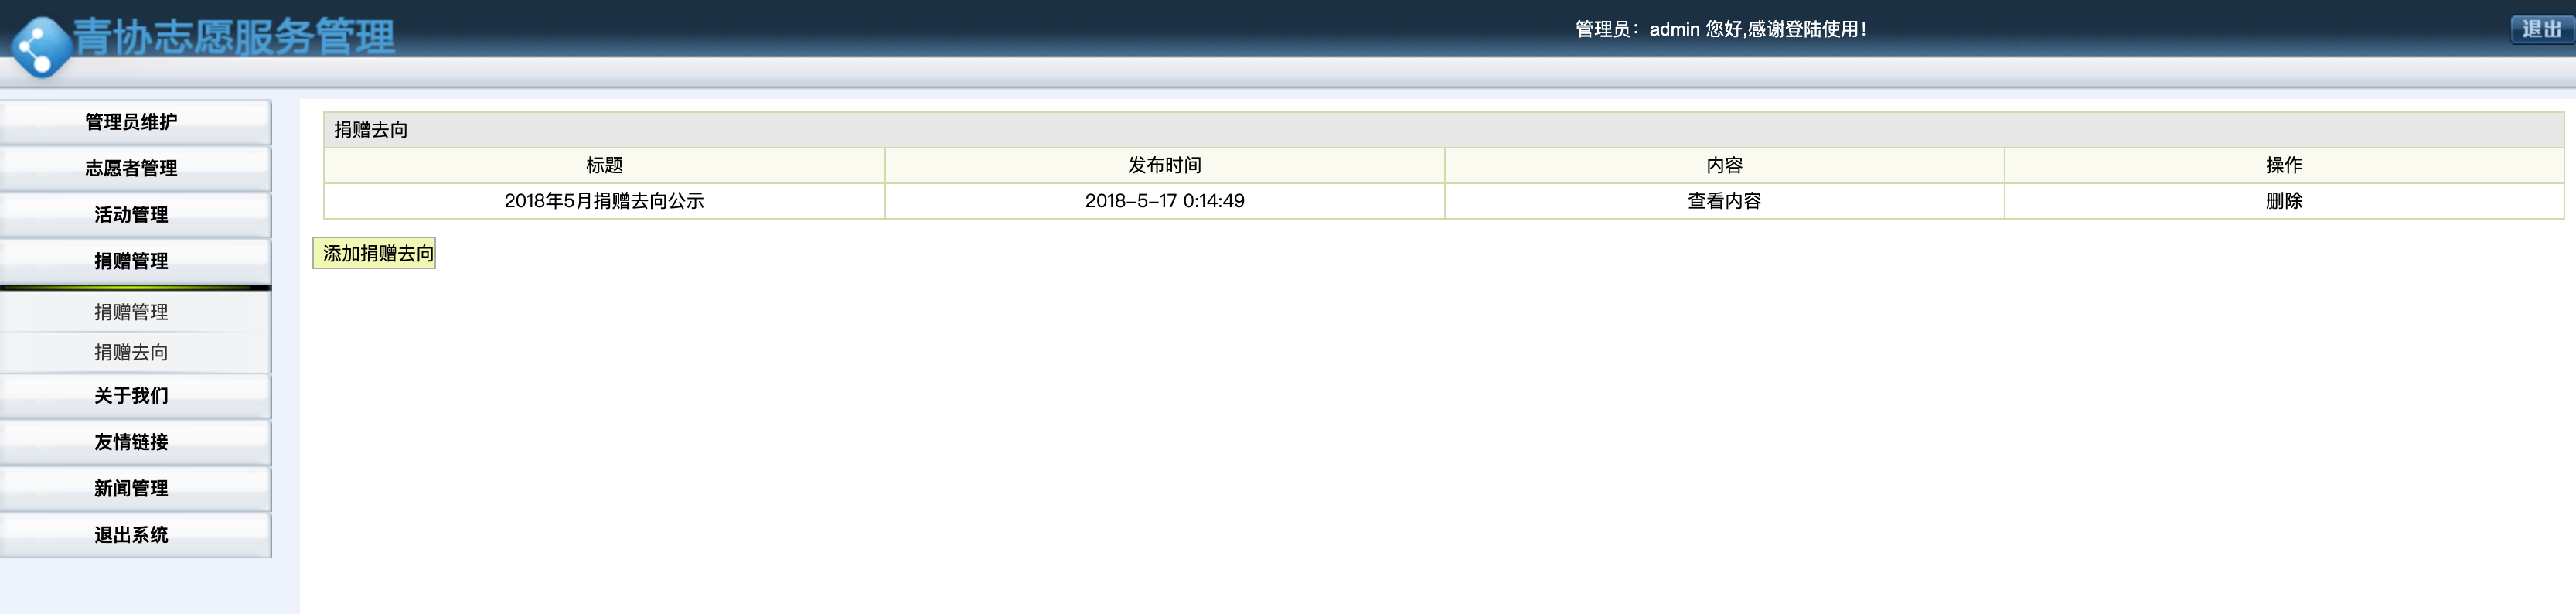 青协志愿服务管理
管理员：admin 您好,感谢登陆使用！
退出
管理员维护
志愿者管理
活动管理
捐赠管理
捐赠管理
捐赠去向
关于我们
友情链接
新闻管理
退出系统
捐赠去向
标题 发布时间 内容 操作
2018年5月捐赠去向公示 2018-5-17 0:14:49 查看内容 删除
添加捐赠去向